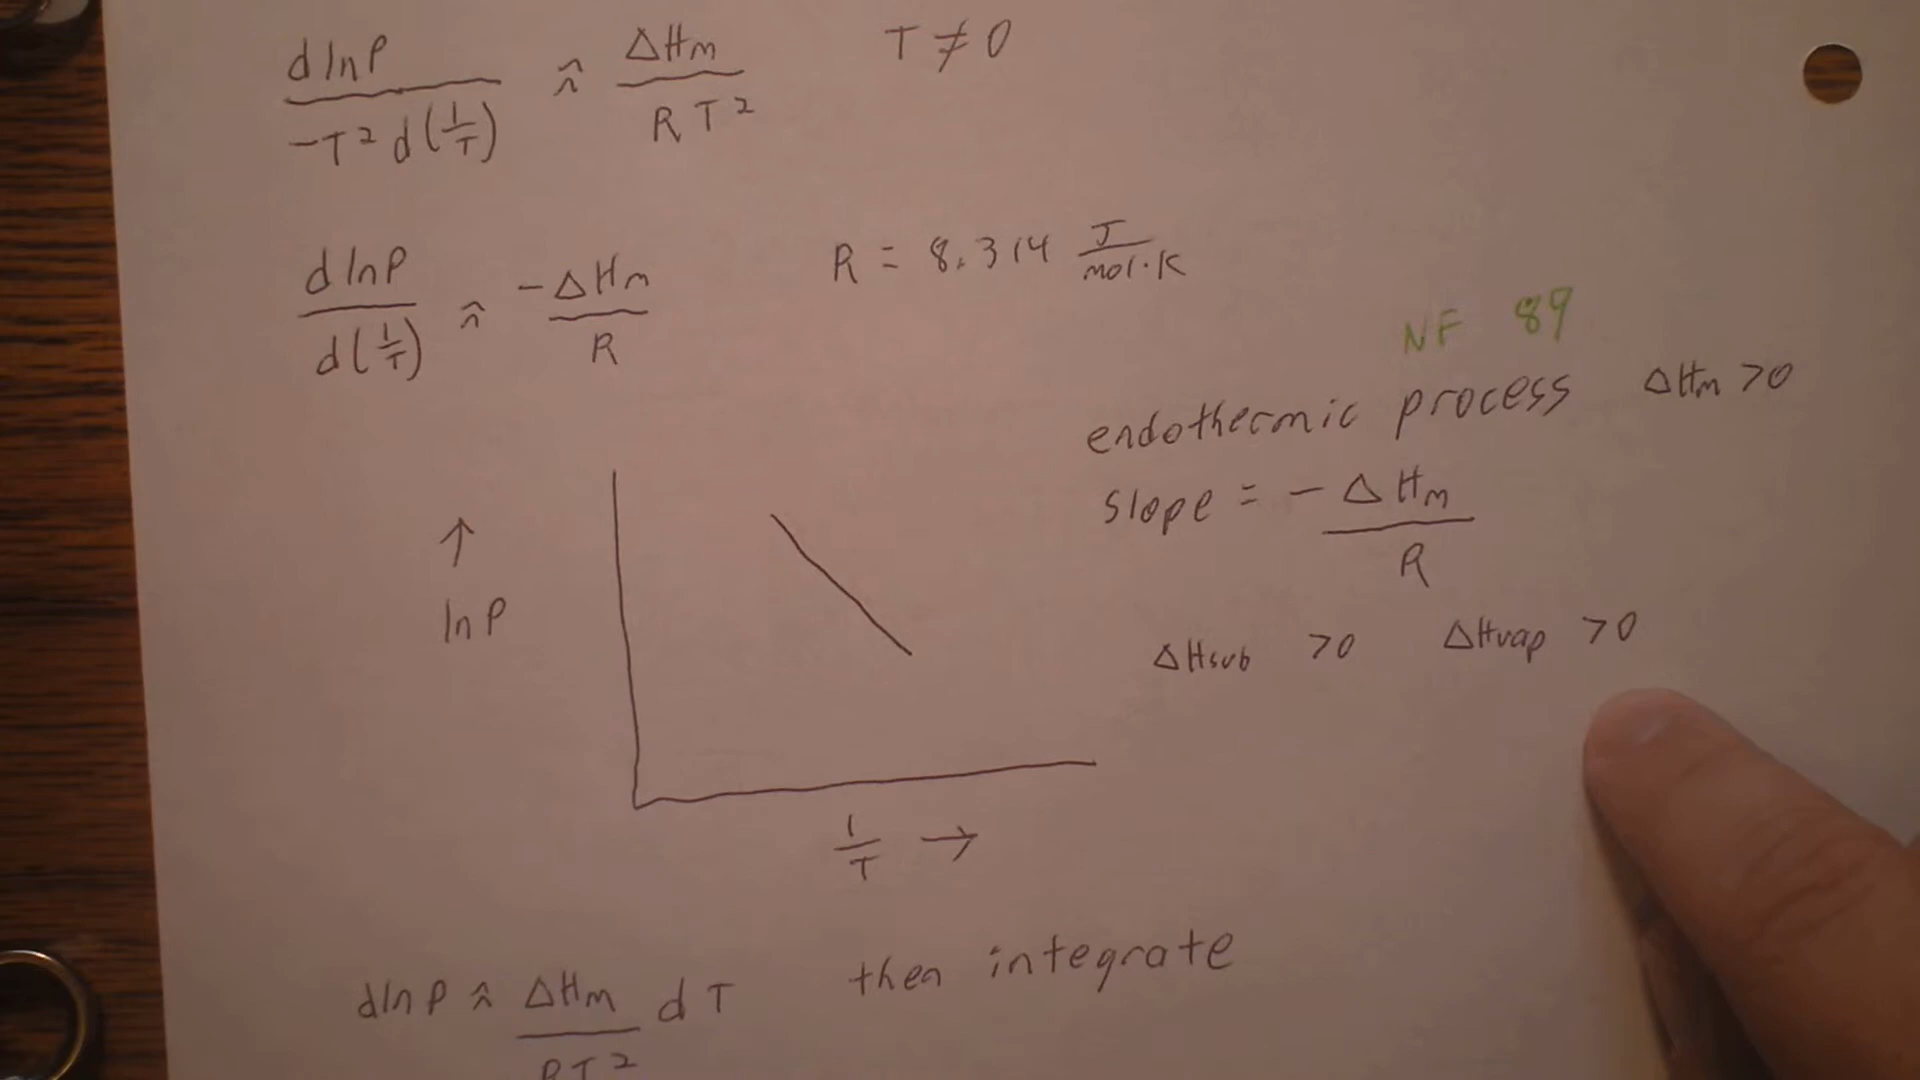 d ln P / -T² d(1/T) ≈ ΔHm / RT² T ≠ 0
d ln P / d(1/T) ≈ -ΔHm / R R = 8.314 J / mol·K
NF 89
endothermic process ΔHm > 0
slope = -ΔHm / R
↑
ln P
ΔHsub > 0 ΔHvap > 0
1/T →
d ln P ≈ ΔHm / RT² dT then integrate